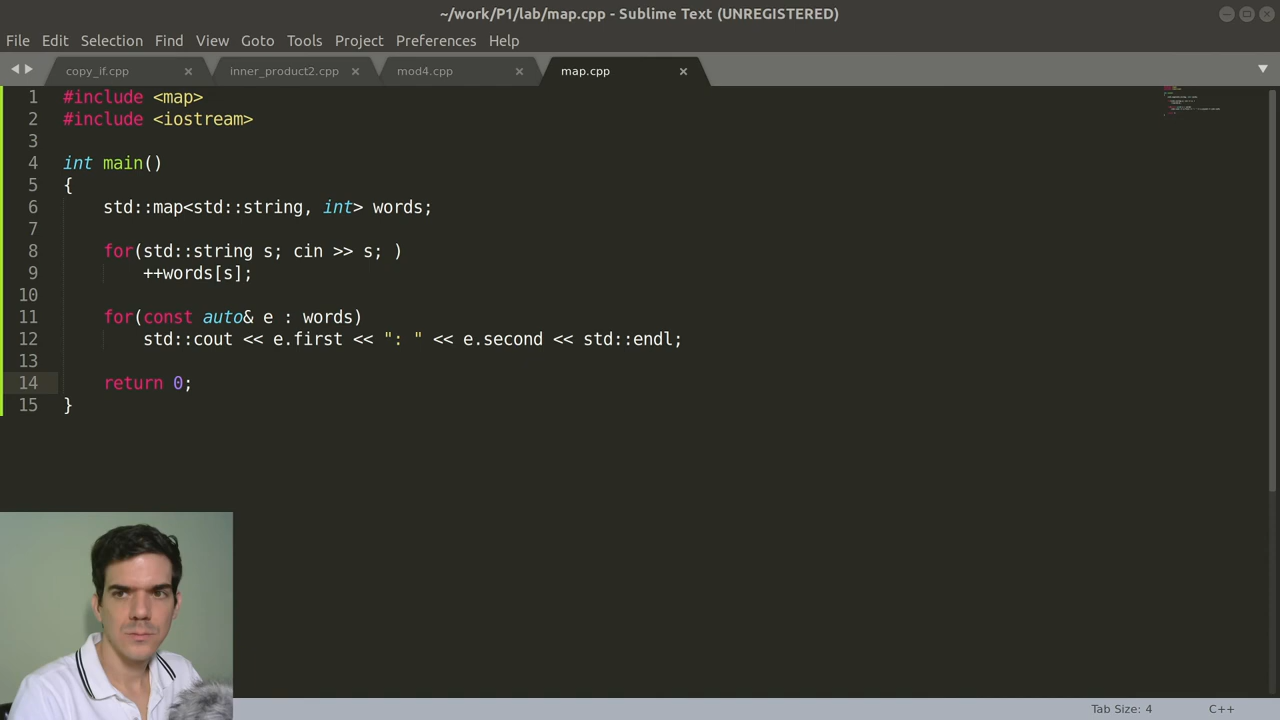 ~/work/P1/lab/map.cpp - Sublime Text (UNREGISTERED)
File Edit Selection Find View Goto Tools Project Preferences Help
copy_if.cpp inner_product2.cpp mod4.cpp map.cpp
1 #include <map>
2 #include <iostream>
3
4 int main()
5 {
6 std::map<std::string, int> words;
7
8 for(std::string s; cin >> s; )
9 ++words[s];
10
11 for(const auto& e : words)
12 std::cout << e.first << ": " << e.second << std::endl;
13
14 return 0;
15 }
Tab Size: 4 C++